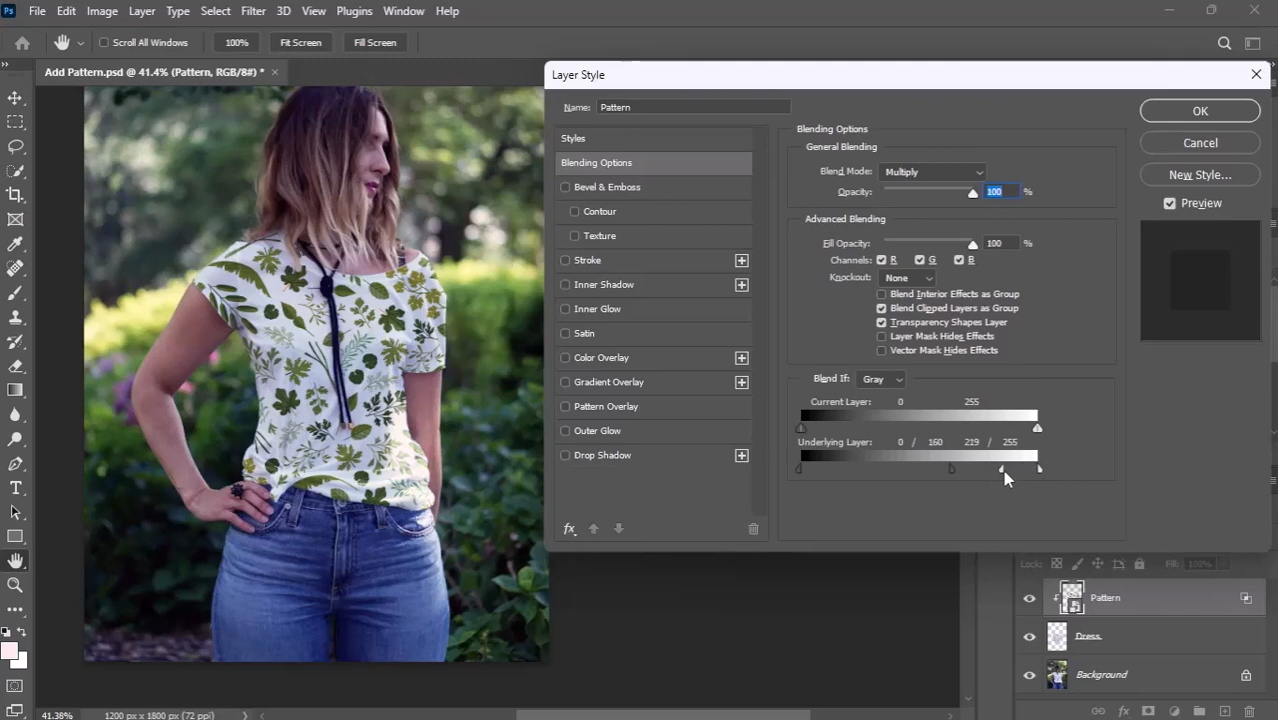 Ps File Edit Image Layer Type Select Filter 3D View Plugins Window Help
Scroll All Windows 100% Fit Screen Fill Screen
Add Pattern.psd @ 41.4% (Pattern, RGB/8#) *
Layer Style
Name: Pattern
Styles
Blending Options
Bevel & Emboss
Contour
Texture
Stroke
Inner Shadow
Inner Glow
Satin
Color Overlay
Gradient Overlay
Pattern Overlay
Outer Glow
Drop Shadow
fx
Blending Options
General Blending
Blend Mode: Multiply
Opacity: 100 %
Advanced Blending
Fill Opacity: 100 %
Channels: R G B
Knockout: None
Blend Interior Effects as Group
Blend Clipped Layers as Group
Transparency Shapes Layer
Layer Mask Hides Effects
Vector Mask Hides Effects
Blend If: Gray
Current Layer: 0 255
Underlying Layer: 0 / 160 219 / 255
OK
Cancel
New Style...
Preview
Lock: Fill: 100%
Pattern
Dress
Background
fx
41.38% 1200 px x 1800 px (72 ppi)